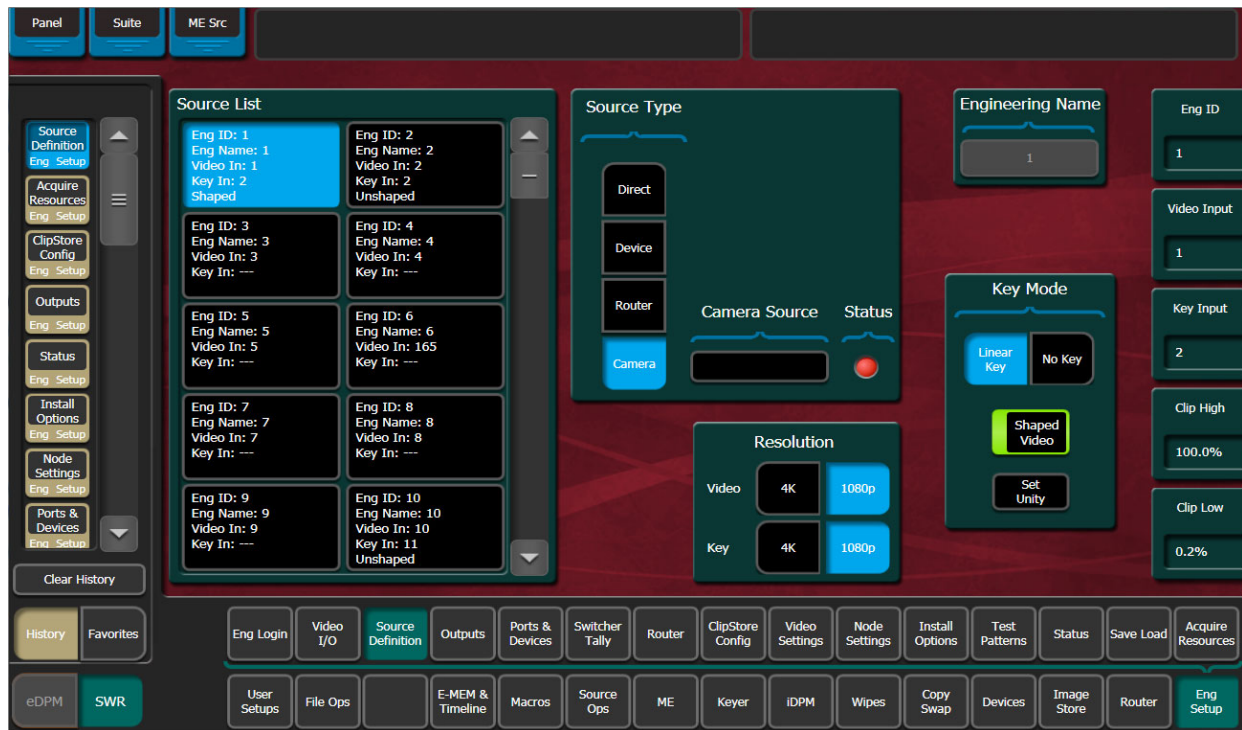 Panel
Suite
ME Src
Source
Definition
Eng Setup
Acquire
Resources
Eng Setup
ClipStore
Config
Eng Setup
Outputs
Eng Setup
Status
Eng Setup
Install
Options
Eng Setup
Node
Settings
Eng Setup
Ports &
Devices
Eng Setup
Clear History
History
Favorites
eDPM
SWR
Source List
Eng ID: 1
Eng Name: 1
Video In: 1
Key In: 2
Shaped
Eng ID: 2
Eng Name: 2
Video In: 2
Key In: 2
Unshaped
Eng ID: 3
Eng Name: 3
Video In: 3
Key In: ---
Eng ID: 4
Eng Name: 4
Video In: 4
Key In: ---
Eng ID: 5
Eng Name: 5
Video In: 5
Key In: ---
Eng ID: 6
Eng Name: 6
Video In: 165
Key In: ---
Eng ID: 7
Eng Name: 7
Video In: 7
Key In: ---
Eng ID: 8
Eng Name: 8
Video In: 8
Key In: ---
Eng ID: 9
Eng Name: 9
Video In: 9
Key In: ---
Eng ID: 10
Eng Name: 10
Video In: 10
Key In: 11
Unshaped
Source Type
Direct
Device
Router
Camera
Camera Source
Status
Resolution
Video
4K
1080p
Key
4K
1080p
Engineering Name
1
Key Mode
Linear
Key
No Key
Shaped
Video
Set
Unity
Eng ID
1
Video Input
1
Key Input
2
Clip High
100.0%
Clip Low
0.2%
Eng Login
Video
I/O
Source
Definition
Outputs
Ports &
Devices
Switcher
Tally
Router
ClipStore
Config
Video
Settings
Node
Settings
Install
Options
Test
Patterns
Status
Save Load
Acquire
Resources
User
Setups
File Ops
E-MEM &
Timeline
Macros
Source
Ops
ME
Keyer
iDPM
Wipes
Copy
Swap
Devices
Image
Store
Router
Eng
Setup